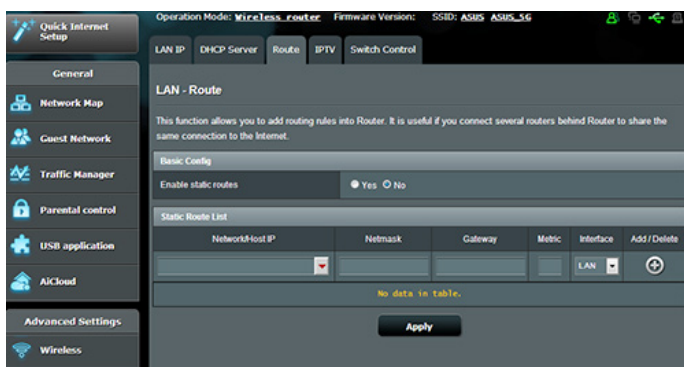 Quick Internet Setup
Operation Mode: Wireless router Firmware Version: SSID: ASUS ASUS_5G
LAN IP DHCP Server Route IPTV Switch Control
General
Network Map
Guest Network
Traffic Manager
Parental control
USB application
AiCloud
Advanced Settings
Wireless
LAN - Route
This function allows you to add routing rules into Router. It is useful if you connect several routers behind Router to share the
same connection to the Internet.
Basic Config
Enable static routes Yes No
Static Route List
Network/Host IP Netmask Gateway Metric Interface Add / Delete
LAN
No data in table.
Apply